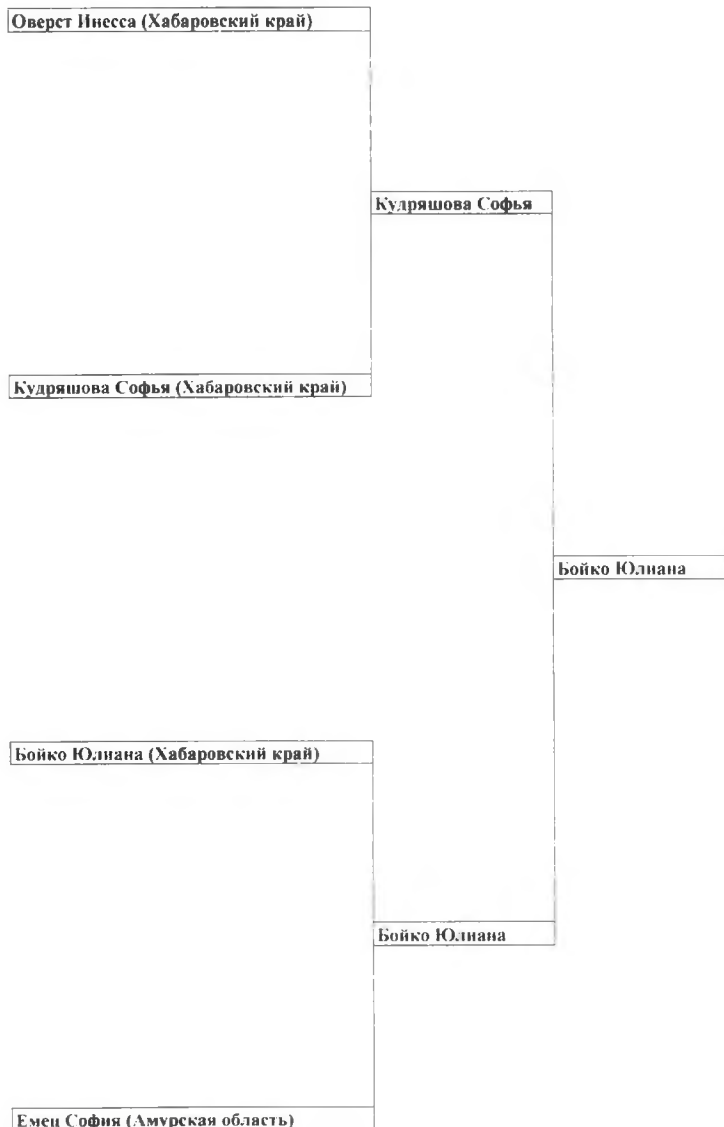 Оверст Инесса (Хабаровский край)
Кудряшова Софья
Кудряшова Софья (Хабаровский край)
Бойко Юлиана
Бойко Юлиана (Хабаровский край)
Бойко Юлиана
Емец София (Амурская область)